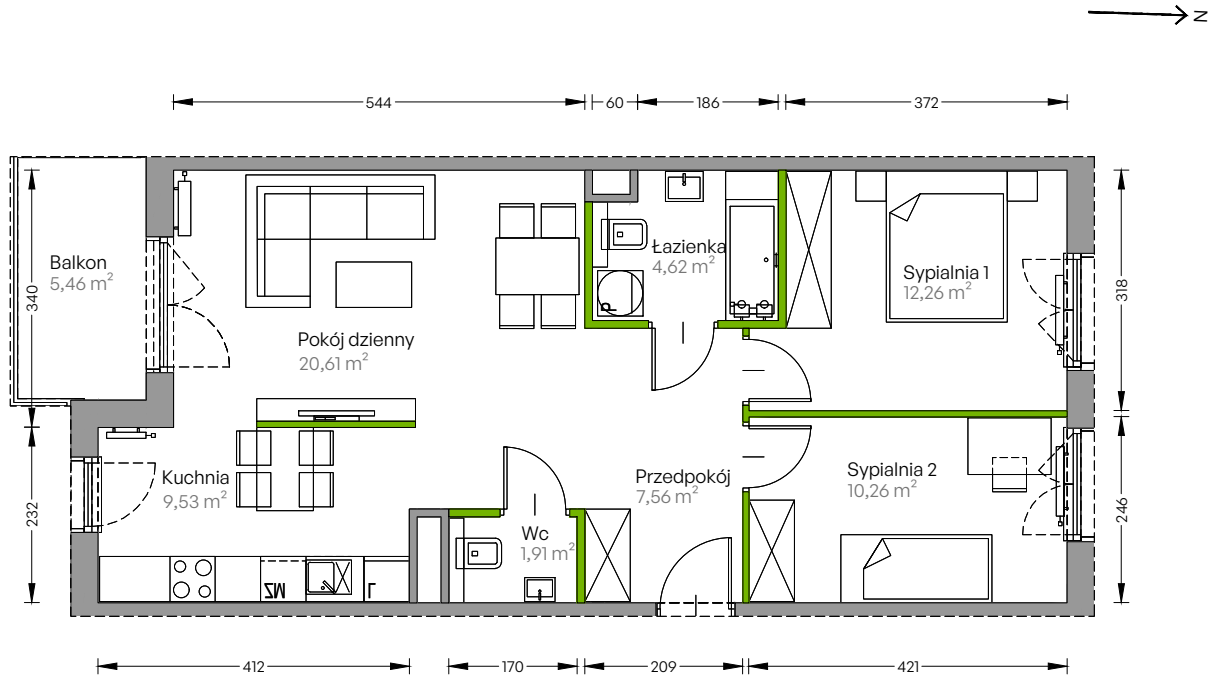 N
544
60
186
372
Balkon
5,46 m²
340
Łazienka
4,62 m²
P
Sypialnia 1
12,26 m²
318
Pokój dzienny
20,61 m²
Kuchnia
9,53 m²
232
Przedpokój
7,56 m²
Sypialnia 2
10,26 m²
246
Wc
1,91 m²
ZM
L
412
170
209
421